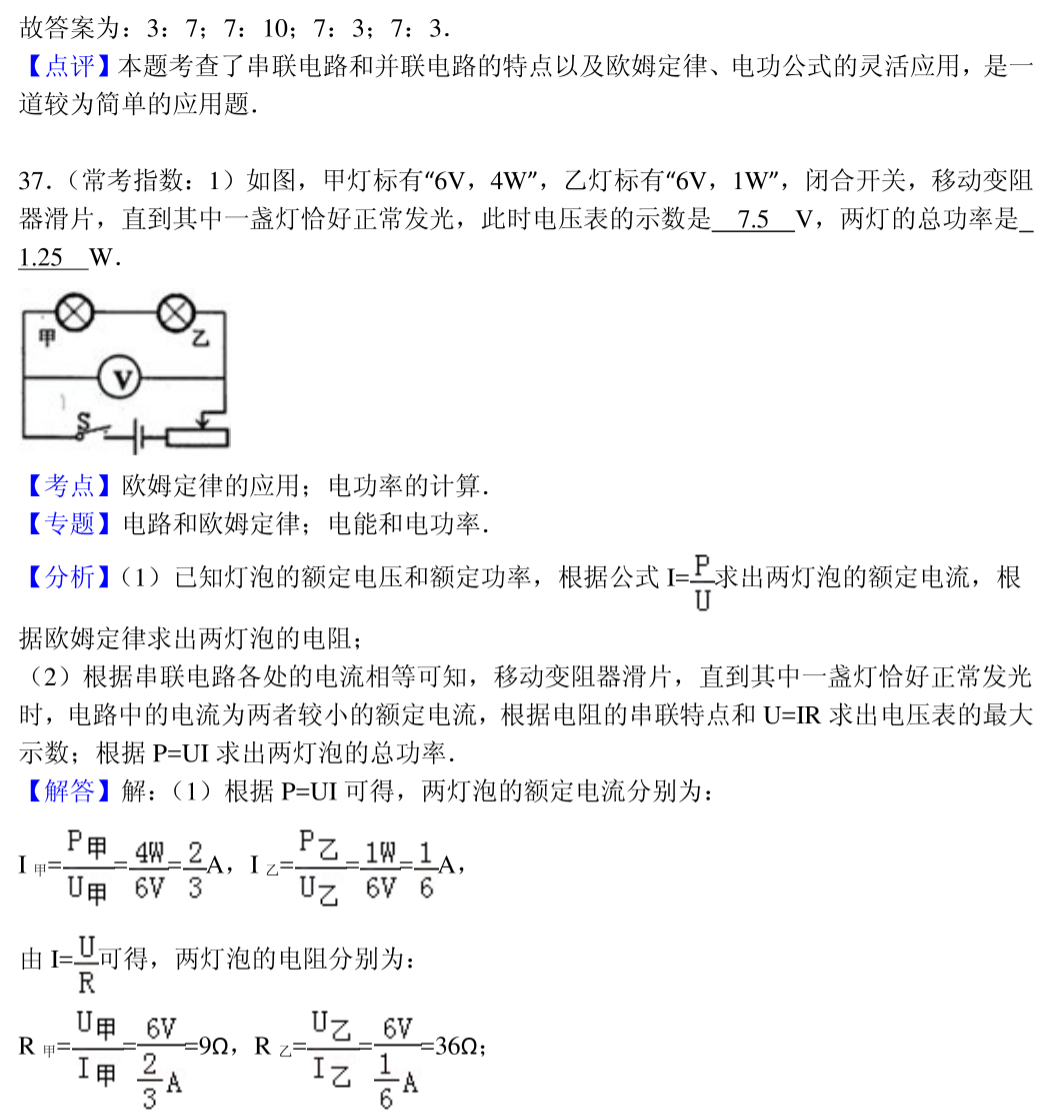 故答案为：3：7；7：10；7：3；7：3．
【点评】本题考查了串联电路和并联电路的特点以及欧姆定律、电功公式的灵活应用，是一
道较为简单的应用题．
37．（常考指数：1）如图，甲灯标有“6V，4W”，乙灯标有“6V，1W”，闭合开关，移动变阻
器滑片，直到其中一盏灯恰好正常发光，此时电压表的示数是 7.5 V，两灯的总功率是
1.25 W．
甲 乙
V
S
【考点】欧姆定律的应用；电功率的计算．
【专题】电路和欧姆定律；电能和电功率．
【分析】（1）已知灯泡的额定电压和额定功率，根据公式 I=P/U求出两灯泡的额定电流，根
据欧姆定律求出两灯泡的电阻；
（2）根据串联电路各处的电流相等可知，移动变阻器滑片，直到其中一盏灯恰好正常发光
时，电路中的电流为两者较小的额定电流，根据电阻的串联特点和 U=IR 求出电压表的最大
示数；根据 P=UI 求出两灯泡的总功率．
【解答】解：（1）根据 P=UI 可得，两灯泡的额定电流分别为：
I 甲=P甲/U甲=4W/6V=2/3A，I 乙=P乙/U乙=1W/6V=1/6A，
由 I=U/R可得，两灯泡的电阻分别为：
R 甲=U甲/I甲=6V/(2/3 A)=9Ω，R 乙=U乙/I乙=6V/(1/6 A)=36Ω；